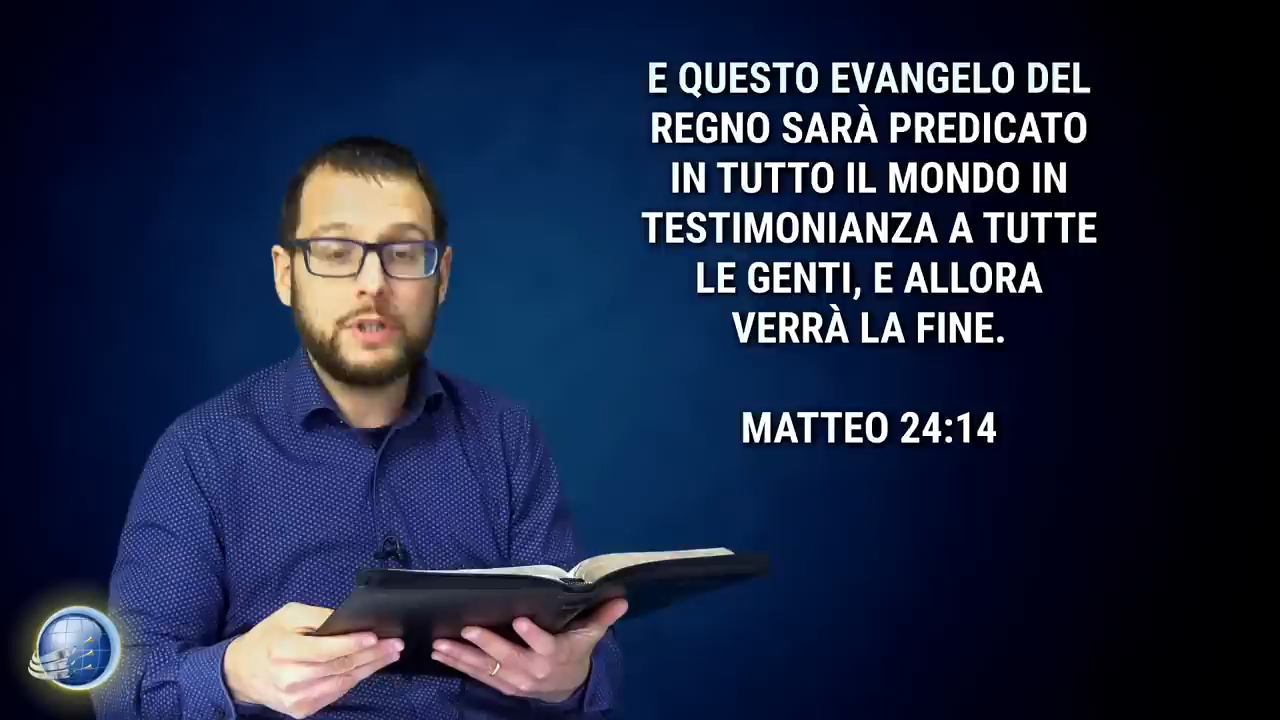 E QUESTO EVANGELO DEL
REGNO SARÀ PREDICATO
IN TUTTO IL MONDO IN
TESTIMONIANZA A TUTTE
LE GENTI, E ALLORA
VERRÀ LA FINE.
MATTEO 24:14